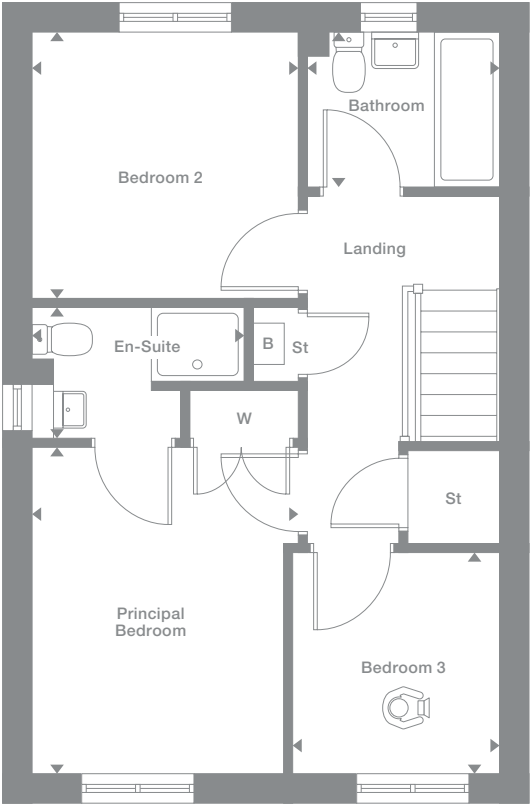 Bathroom
Bedroom 2
Landing
En-Suite
B
St
W
St
Principal
Bedroom
Bedroom 3